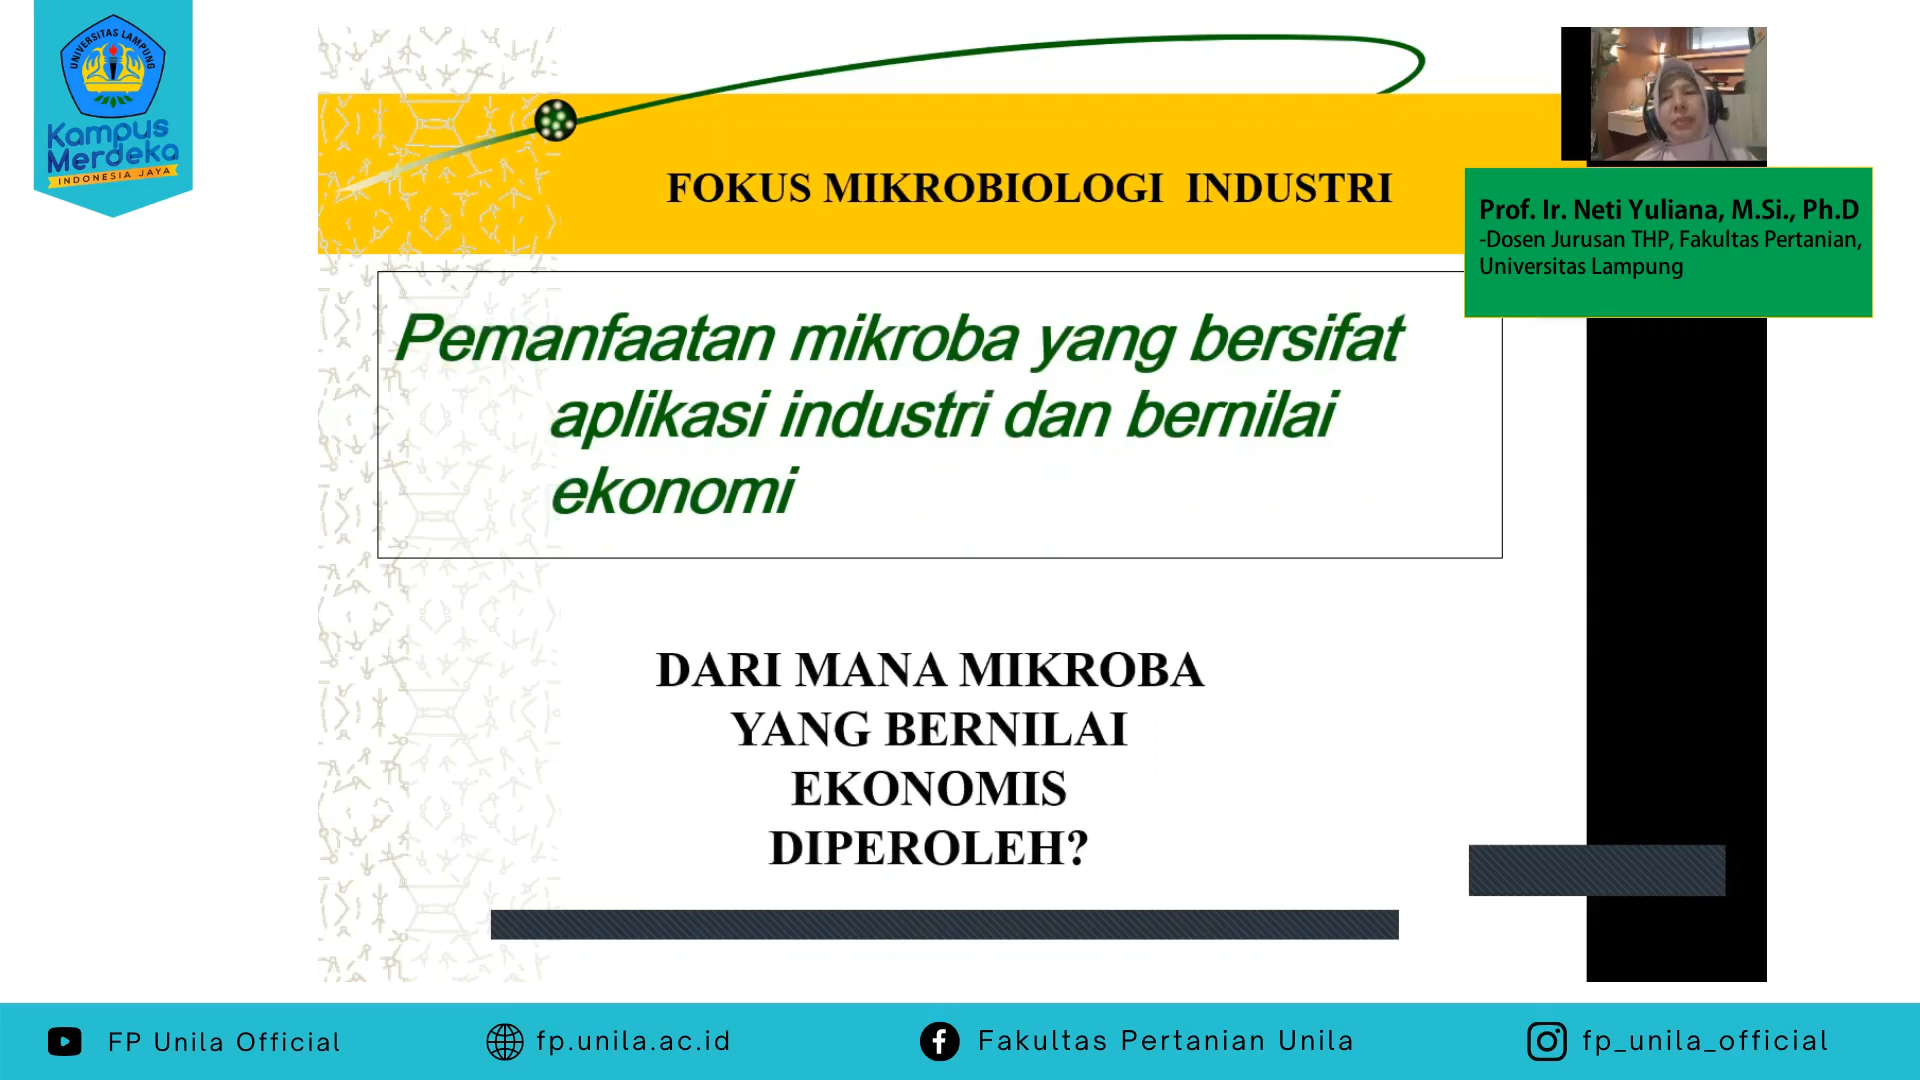 UNIVERSITAS LAMPUNG
Kampus
Merdeka
INDONESIA JAYA
FOKUS MIKROBIOLOGI INDUSTRI
Prof. Ir. Neti Yuliana, M.Si., Ph.D
-Dosen Jurusan THP, Fakultas Pertanian,
Universitas Lampung
Pemanfaatan mikroba yang bersifat
aplikasi industri dan bernilai
ekonomi
DARI MANA MIKROBA
YANG BERNILAI
EKONOMIS
DIPEROLEH?
FP Unila Official
fp.unila.ac.id
Fakultas Pertanian Unila
fp_unila_official